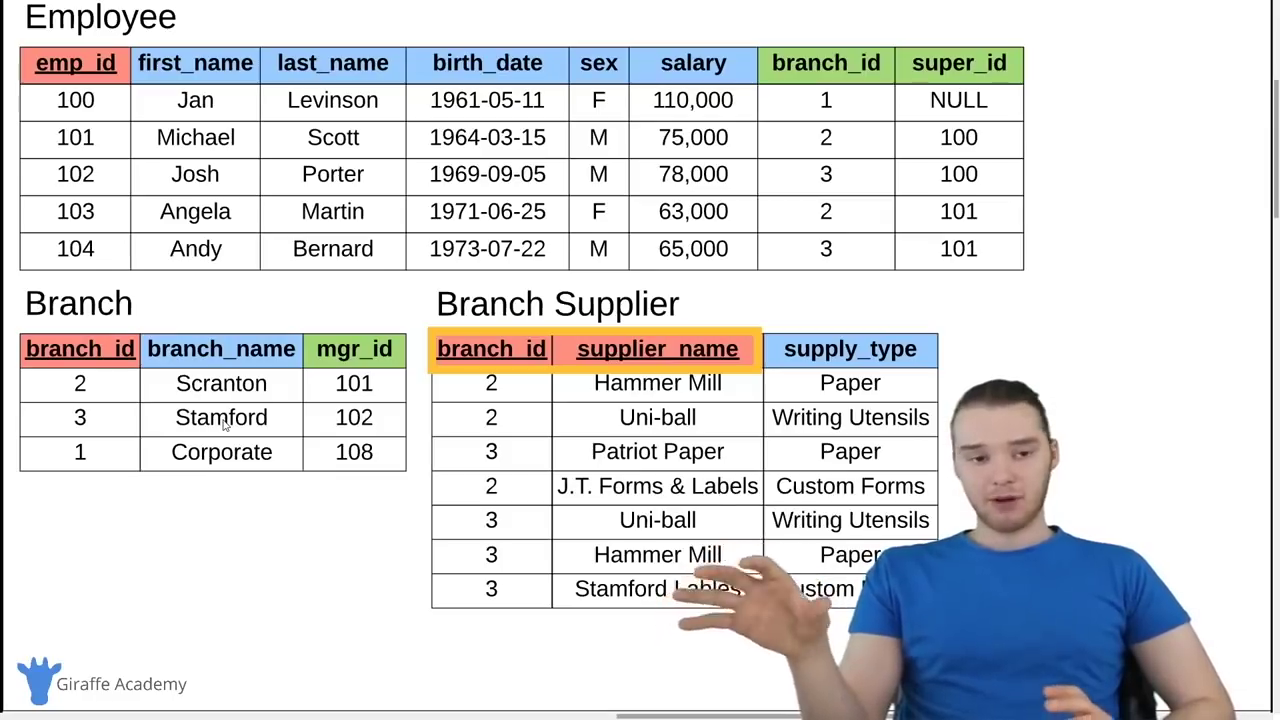 Employee
emp_id first_name last_name birth_date sex salary branch_id super_id
100 Jan Levinson 1961-05-11 F 110,000 1 NULL
101 Michael Scott 1964-03-15 M 75,000 2 100
102 Josh Porter 1969-09-05 M 78,000 3 100
103 Angela Martin 1971-06-25 F 63,000 2 101
104 Andy Bernard 1973-07-22 M 65,000 3 101
Branch
branch_id branch_name mgr_id
2 Scranton 101
3 Stamford 102
1 Corporate 108
Branch Supplier
branch_id supplier_name supply_type
2 Hammer Mill Paper
2 Uni-ball Writing Utensils
3 Patriot Paper Paper
2 J.T. Forms & Labels Custom Forms
3 Uni-ball Writing Utensils
3 Hammer Mill Paper
3 Stamford Lables
Giraffe Academy